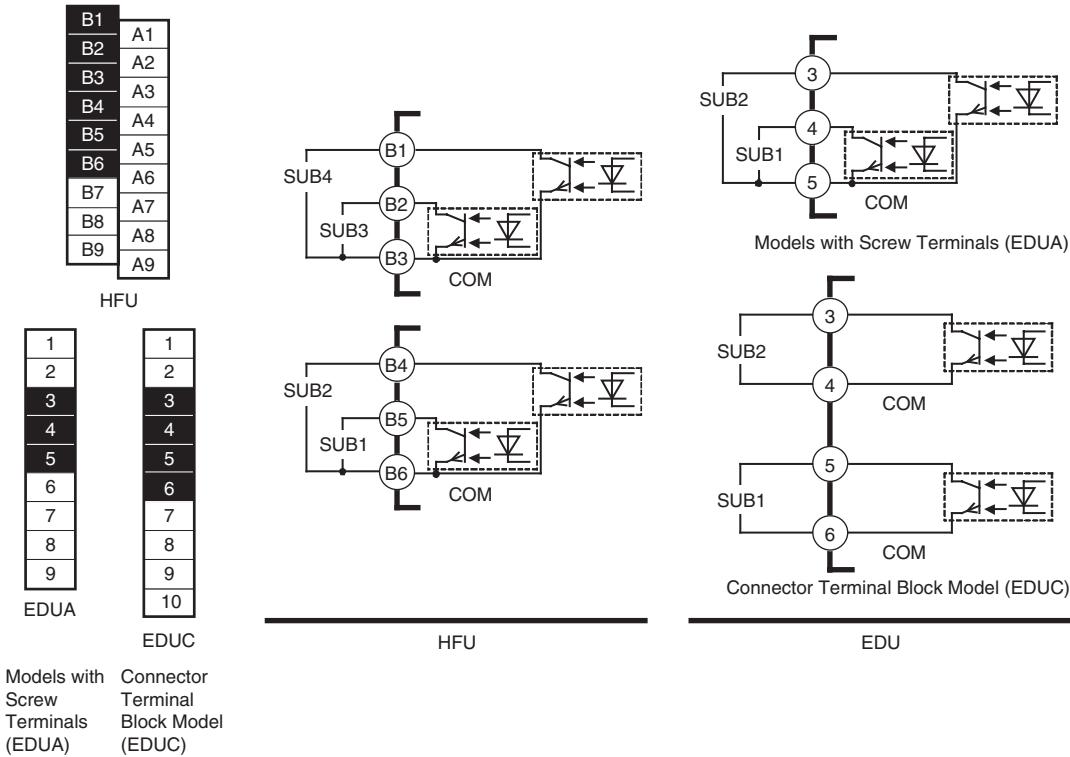 B1
B2
B3
B4
B5
B6
B7
B8
B9
A1
A2
A3
A4
A5
A6
A7
A8
A9
HFU
1
2
3
4
5
6
7
8
9
EDUA
Models with
Screw
Terminals
(EDUA)
1
2
3
4
5
6
7
8
9
10
EDUC
Connector
Terminal
Block Model
(EDUC)
SUB4
B1
B2
SUB3
B3
COM
SUB2
B4
B5
SUB1
B6
COM
HFU
3
SUB2
4
SUB1
5
COM
Models with Screw Terminals (EDUA)
3
SUB2
4
COM
5
SUB1
6
COM
Connector Terminal Block Model (EDUC)
EDU